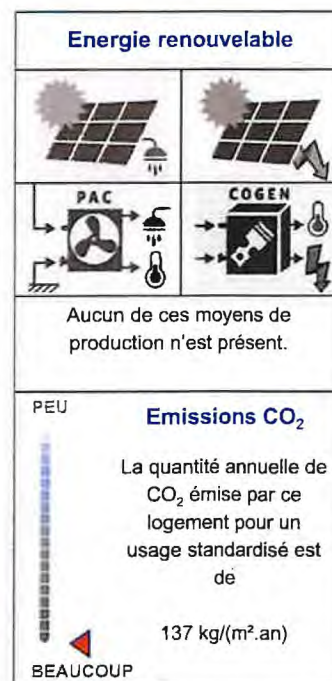 Energie renouvelable
PAC
COGEN
Aucun de ces moyens de
production n'est présent.
PEU
Emissions CO₂
La quantité annuelle de
CO₂ émise par ce
logement pour un
usage standardisé est
de
137 kg/(m².an)
BEAUCOUP